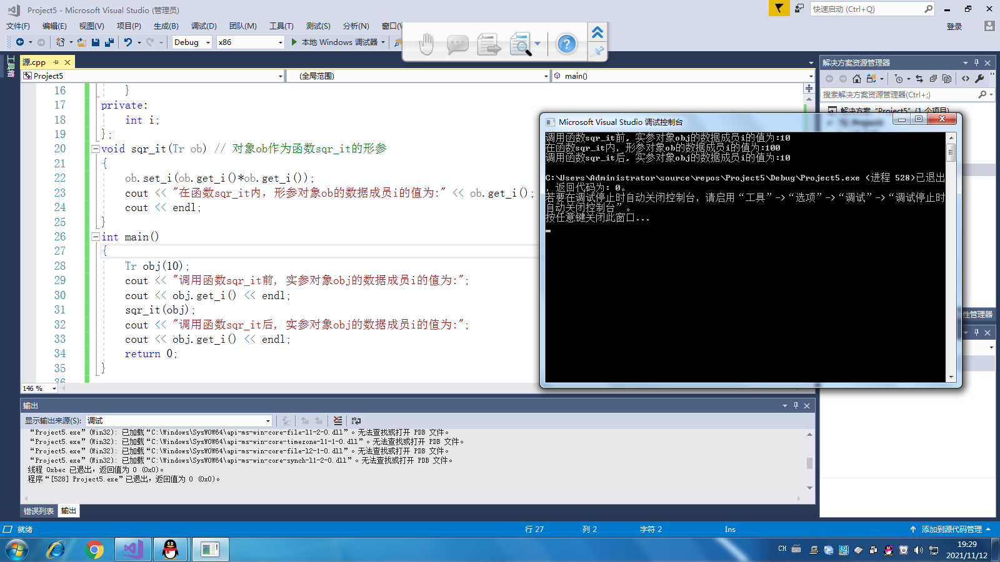 Project5 - Microsoft Visual Studio (管理员)
快速启动 (Ctrl+Q)
文件(F) 编辑(E) 视图(V) 项目(P) 生成(B) 调试(D) 团队(M) 工具(T) 测试(S) 分析(N) 窗口(
登录
Debug x86 本地 Windows 调试器
工具箱
源.cpp
Project5 (全局范围) main()
16 }
17 private:
18 int i;
19 };
20 void sqr_it(Tr ob) // 对象ob作为函数sqr_it的形参
21 {
22 ob.set_i(ob.get_i()*ob.get_i());
23 cout << "在函数sqr_it内，形参对象ob的数据成员i的值为:" << ob.get_i();
24 cout << endl;
25 }
26 int main()
27 {
28 Tr obj(10);
29 cout << "调用函数sqr_it前, 实参对象obj的数据成员i的值为:";
30 cout << obj.get_i() << endl;
31 sqr_it(obj);
32 cout << "调用函数sqr_it后, 实参对象obj的数据成员i的值为:";
33 cout << obj.get_i() << endl;
34 return 0;
35 }
36
146 %
解决方案资源管理器
搜索解决方案资源管理器(Ctrl+;)
解决方案"Project5"(1 个项目)
Microsoft Visual Studio 调试控制台
调用函数sqr_it前, 实参对象obj的数据成员i的值为:10
在函数sqr_it内，形参对象ob的数据成员i的值为:100
调用函数sqr_it后, 实参对象obj的数据成员i的值为:10
C:\Users\Administrator\source\repos\Project5\Debug\Project5.exe (进程 528)已退出
，返回代码为: 0。
若要在调试停止时自动关闭控制台，请启用“工具”->“选项”->“调试”->“调试停止时
自动关闭控制台”。
按任意键关闭此窗口...
性管理器
输出
显示输出来源(S): 调试
“Project5.exe”(Win32): 已加载“C:\Windows\SysWOW64\api-ms-win-core-file-l1-2-0.dll”。无法查找或打开 PDB 文件。
“Project5.exe”(Win32): 已加载“C:\Windows\SysWOW64\api-ms-win-core-timezone-l1-1-0.dll”。无法查找或打开 PDB 文件。
“Project5.exe”(Win32): 已加载“C:\Windows\SysWOW64\api-ms-win-core-file-l2-1-0.dll”。无法查找或打开 PDB 文件。
“Project5.exe”(Win32): 已加载“C:\Windows\SysWOW64\api-ms-win-core-synch-l1-2-0.dll”。无法查找或打开 PDB 文件。
线程 0xbec 已退出，返回值为 0 (0x0)。
程序“[528] Project5.exe”已退出，返回值为 0 (0x0)。
错误列表 输出
就绪 行 27 列 2 字符 2 Ins 添加到源代码管理
CH 19:29
2021/11/12